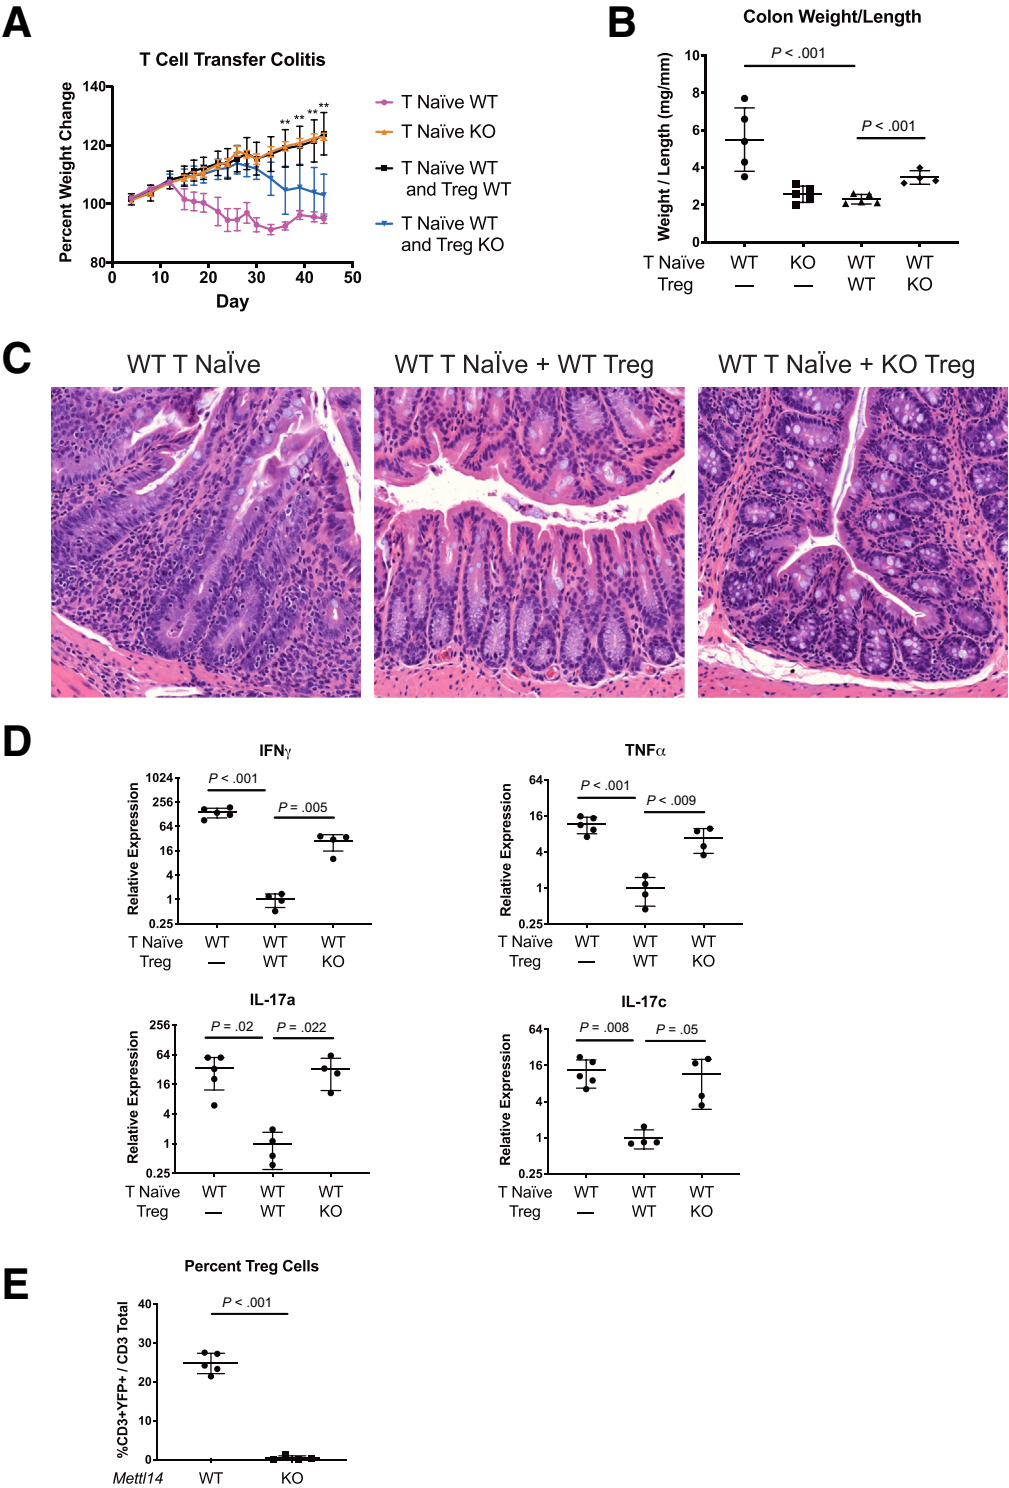 A
T Cell Transfer Colitis
Percent Weight Change
140
120
100
80
0 10 20 30 40 50
Day
** ** ** **
T Naïve WT
T Naïve KO
T Naïve WT
and Treg WT
T Naïve WT
and Treg KO
B
Colon Weight/Length
Weight / Length (mg/mm)
10
8
6
4
2
0
P < .001
P < .001
T Naïve WT KO WT WT
Treg — — WT KO
C
WT T Naïve
WT T Naïve + WT Treg
WT T Naïve + KO Treg
D
IFNγ
Relative Expression
1024
256
64
16
4
1
0.25
P < .001
P = .005
T Naïve WT WT WT
Treg — WT KO
TNFα
Relative Expression
64
16
4
1
0.25
P < .001
P < .009
T Naïve WT WT WT
Treg — WT KO
IL-17a
Relative Expression
256
64
16
4
1
0.25
P = .02
P = .022
T Naïve WT WT WT
Treg — WT KO
IL-17c
Relative Expression
64
16
4
1
0.25
P = .008
P = .05
T Naïve WT WT WT
Treg — WT KO
E
Percent Treg Cells
%CD3+YFP+ / CD3 Total
40
30
20
10
0
P < .001
Mettl14 WT KO